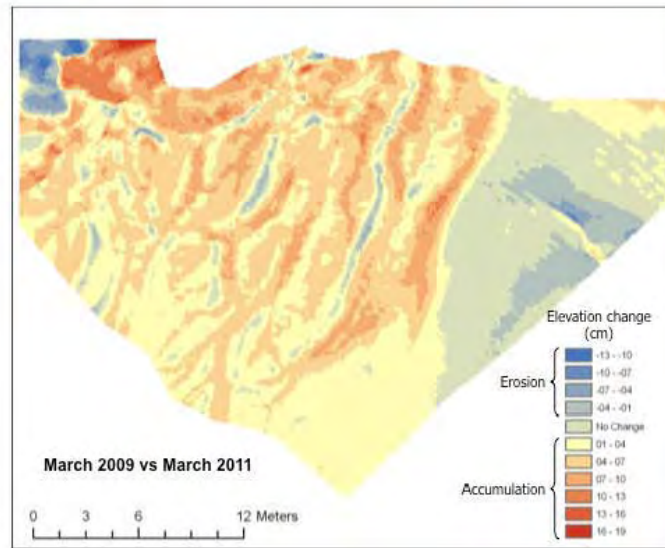 Elevation change
(cm)
-13 - -10
-10 - -07
-07 - -04
Erosion
-04 - -01
No Change
01 - 04
04 - 07
07 - 10
Accumulation
10 - 13
13 - 16
16 - 19
March 2009 vs March 2011
0 3 6 12 Meters